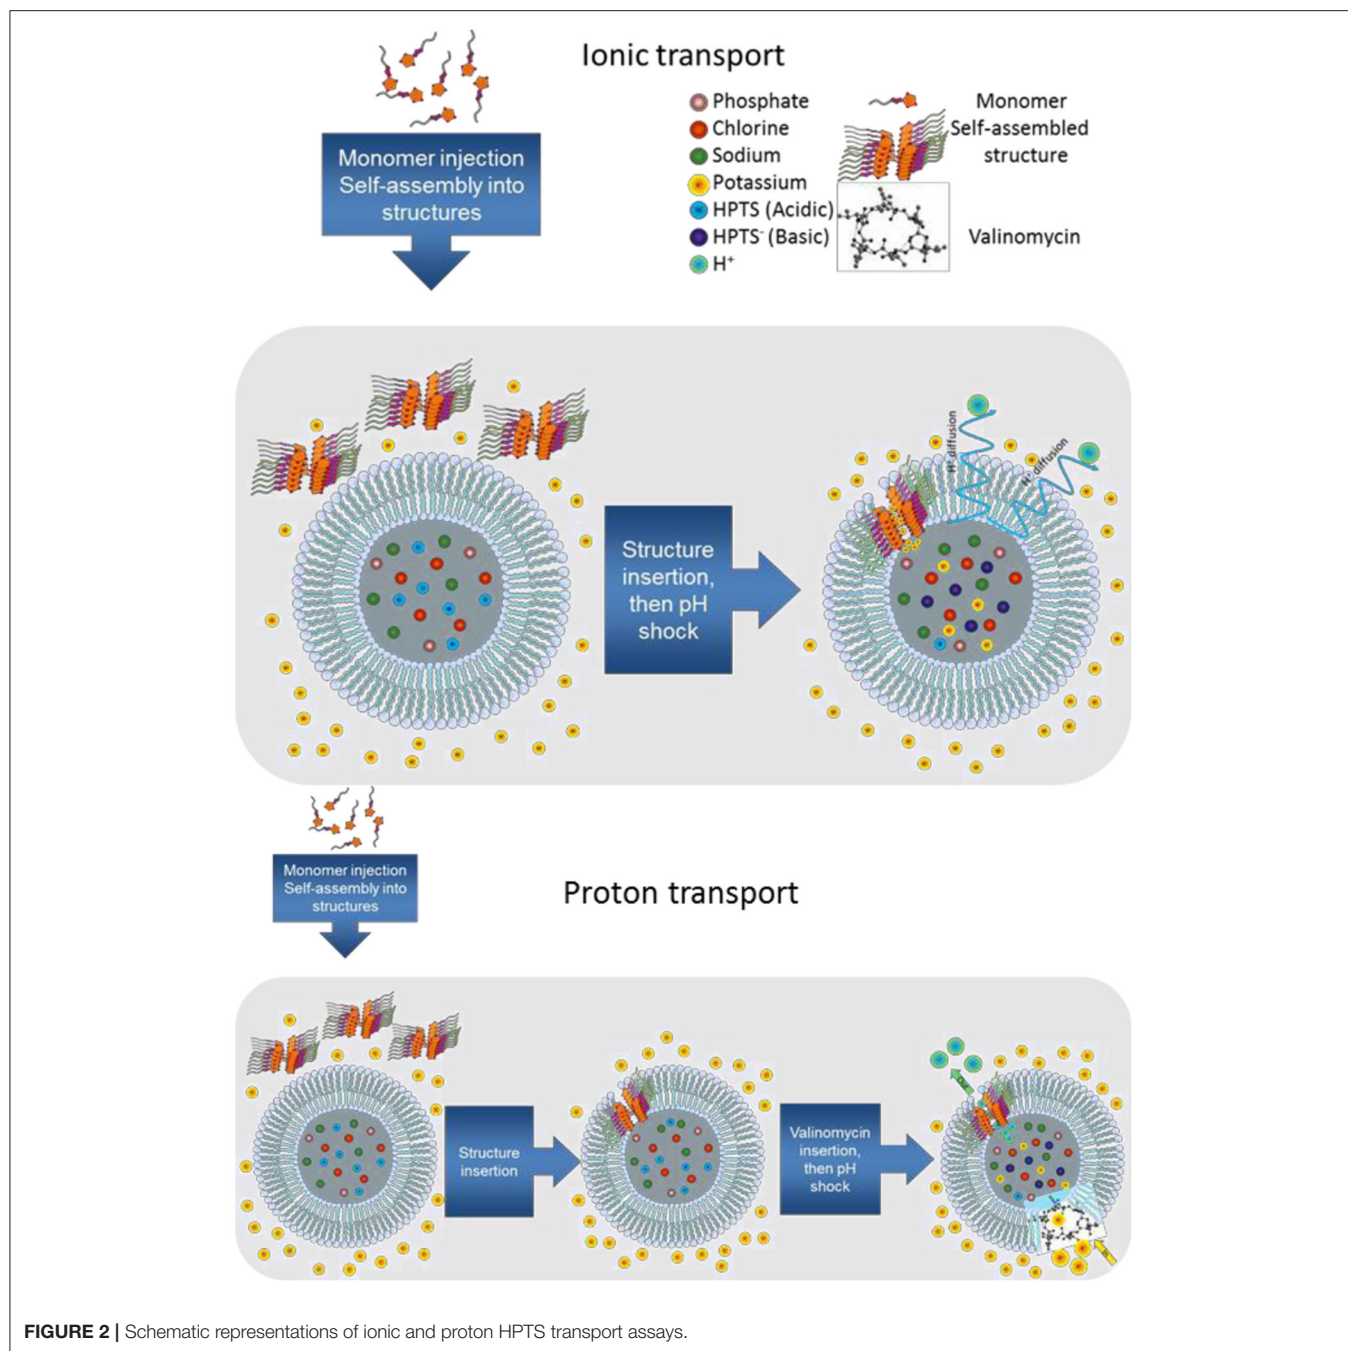 Ionic transport
Phosphate
Chlorine
Sodium
Potassium
HPTS (Acidic)
HPTS⁻ (Basic)
H⁺
Monomer
Self-assembled
structure
Valinomycin
Monomer injection
Self-assembly into
structures
Structure
insertion,
then pH
shock
H⁺ diffusion
H⁺ diffusion
Monomer injection
Self-assembly into
structures
Proton transport
Structure
insertion
Valinomycin
insertion,
then pH
shock
FIGURE 2 | Schematic representations of ionic and proton HPTS transport assays.